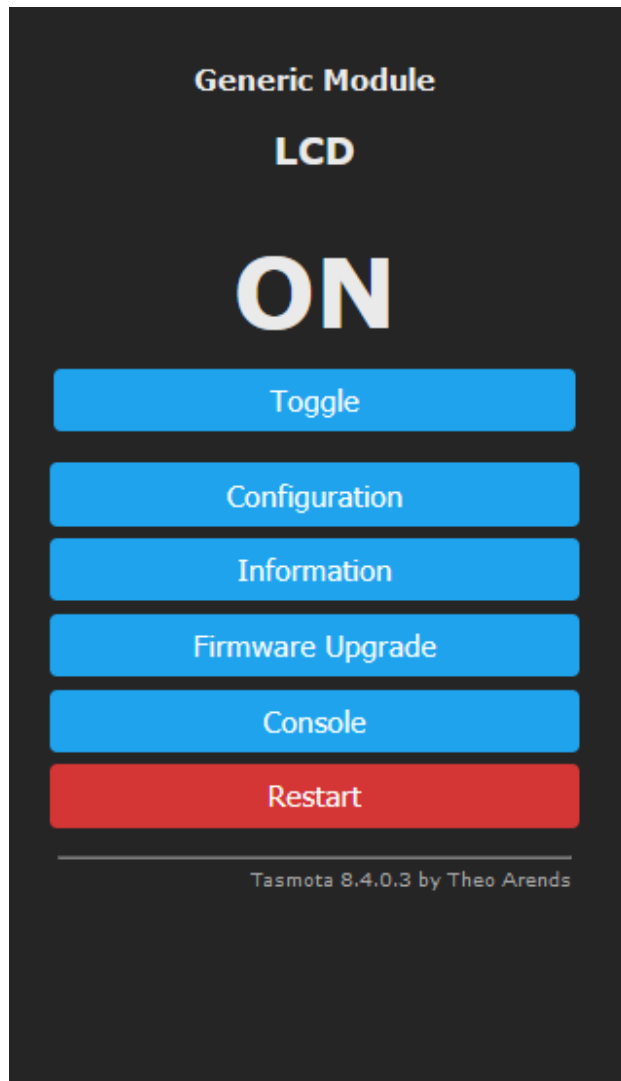 Generic Module
LCD
ON
Toggle
Configuration
Information
Firmware Upgrade
Console
Restart
Tasmota 8.4.0.3 by Theo Arends